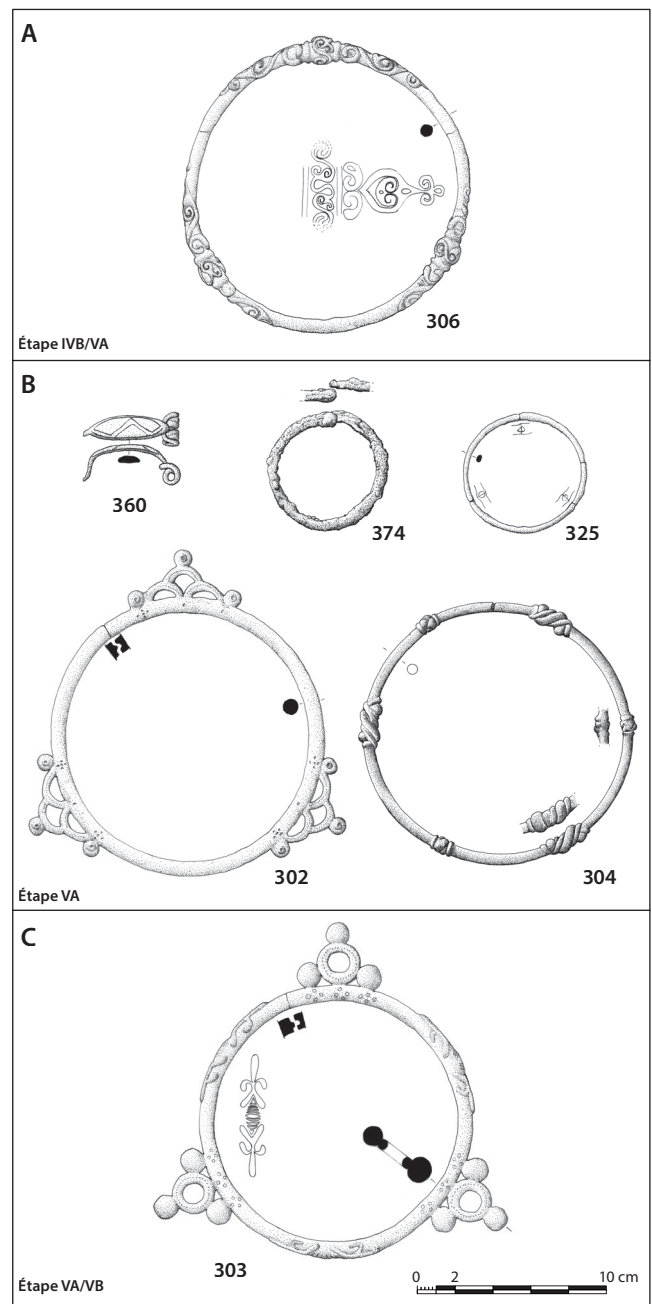 A
306
Étape IVB/VA
B
360
374
325
302
304
Étape VA
C
303
Étape VA/VB
0 2 10 cm